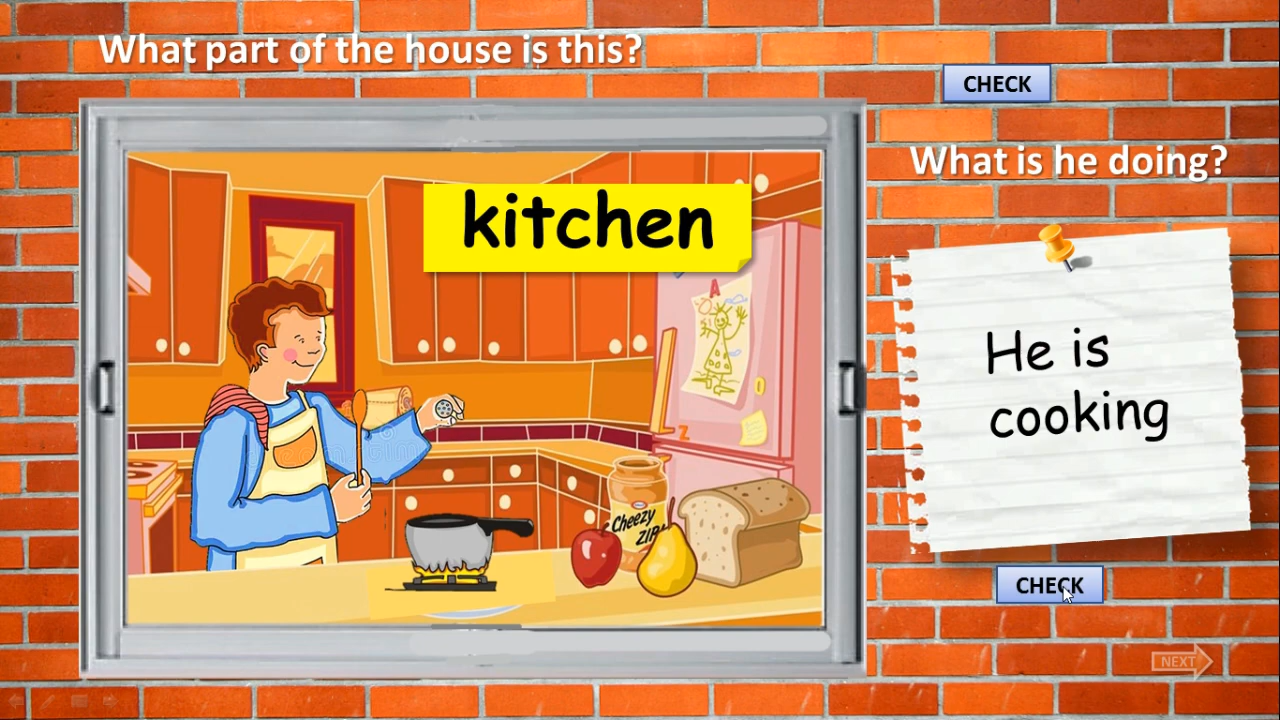 What part of the house is this?
CHECK
What is he doing?
kitchen
He is
cooking
A
Z
Cheezy
ZIP
CHECK
NEXT